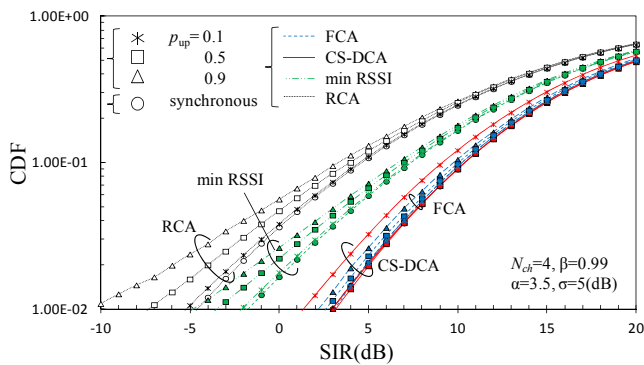 1.00E+00
p_up= 0.1
0.5
0.9
synchronous
FCA
CS-DCA
min RSSI
RCA
CDF
1.00E-01
min RSSI
RCA
FCA
CS-DCA
N_ch=4, β=0.99
α=3.5, σ=5(dB)
1.00E-02
-10 -5 0 5 10 15 20
SIR(dB)